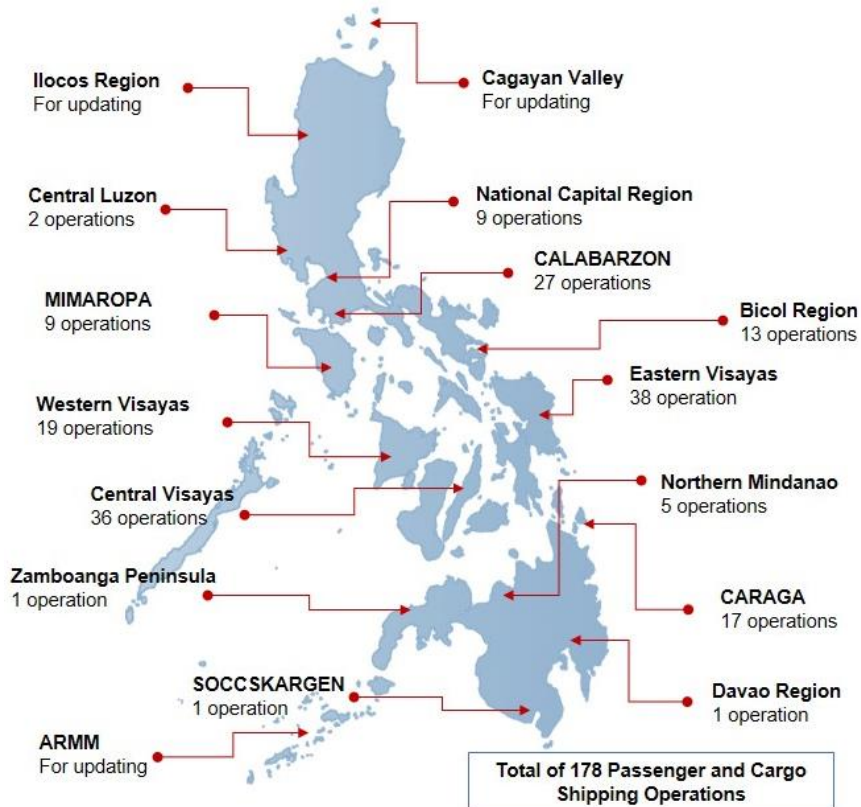 Ilocos Region
For updating
Cagayan Valley
For updating
Central Luzon
2 operations
National Capital Region
9 operations
CALABARZON
27 operations
MIMAROPA
9 operations
Bicol Region
13 operations
Eastern Visayas
38 operation
Western Visayas
19 operations
Northern Mindanao
5 operations
Central Visayas
36 operations
Zamboanga Peninsula
1 operation
CARAGA
17 operations
SOCCSKARGEN
1 operation
Davao Region
1 operation
ARMM
For updating
Total of 178 Passenger and Cargo
Shipping Operations